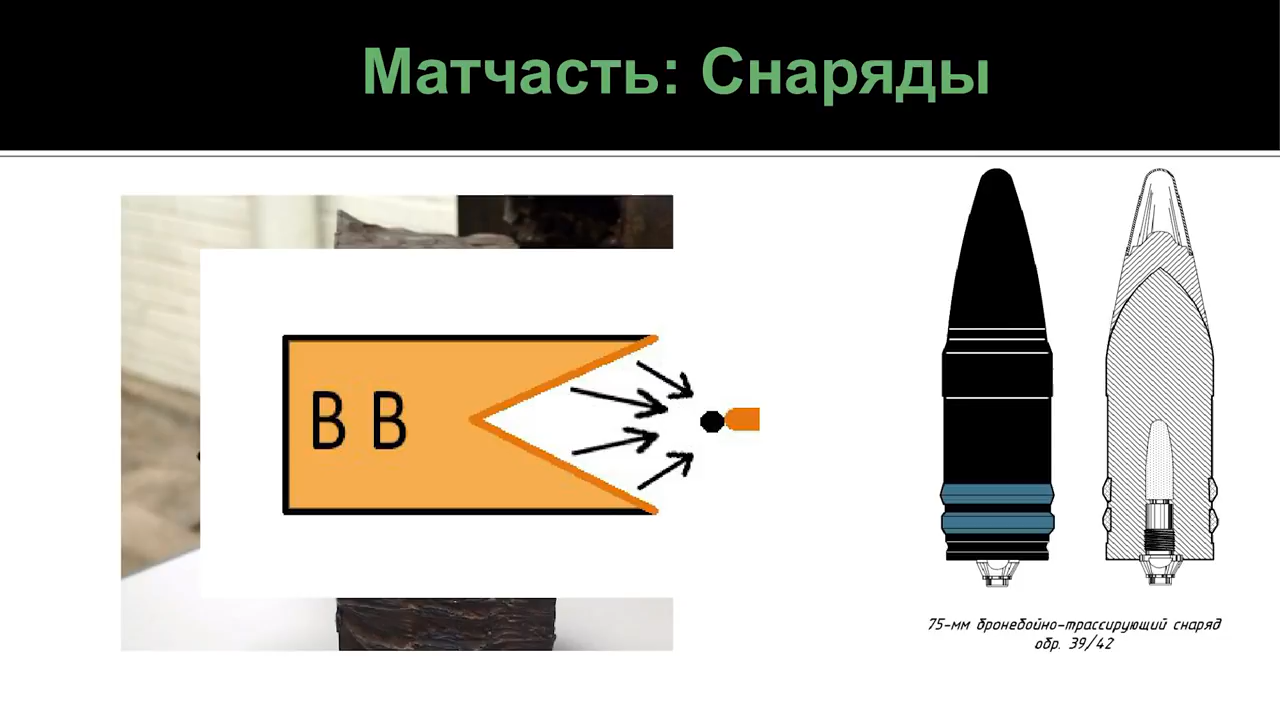 Матчасть: Снаряды
В В
75-мм бронебойно-трассирующий снаряд
обр. 39/42